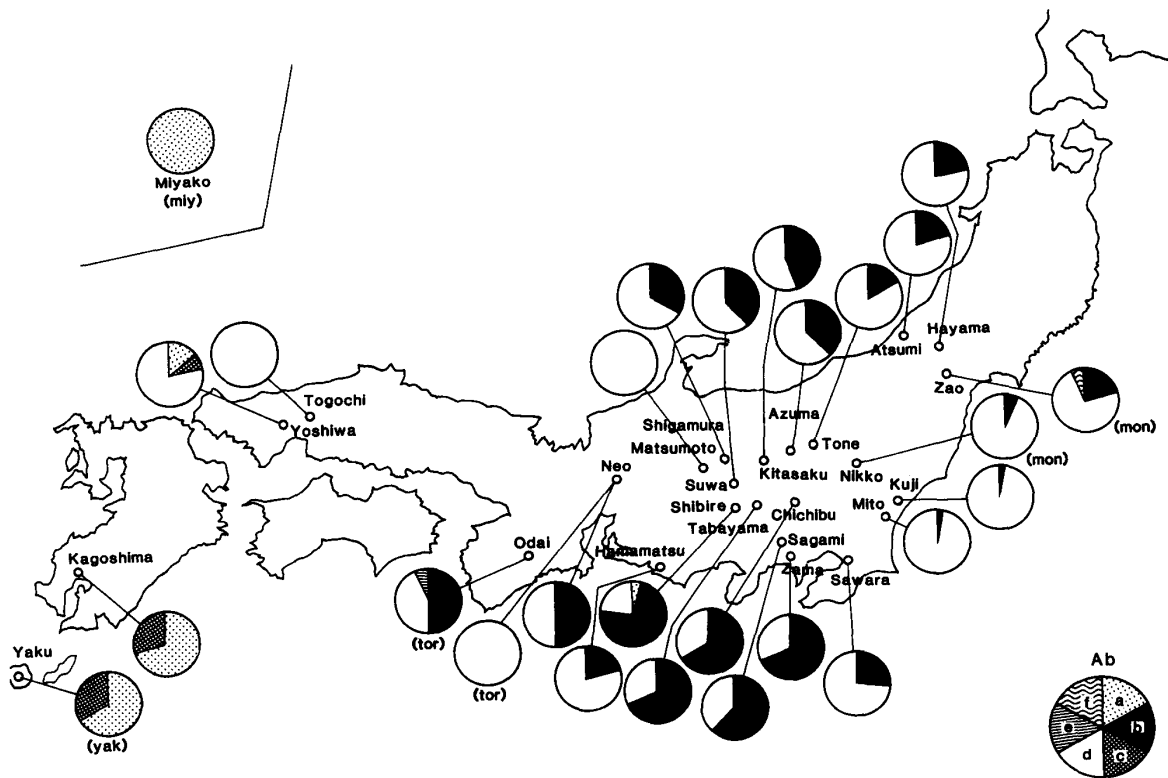 Miyako
(miy)
Hayama
Atsumi
Zao
(mon)
Togochi
Yoshiwa
Shigamura
Azuma
Matsumoto
Tone
(mon)
Neo
Suwa
Kitasaku
Nikko
Kuji
Shibire
Mito
Tabayama
Chichibu
Odai
Hamamatsu
Sagami
Zama
Sawara
Kagoshima
(tor)
(tor)
Yaku
(yak)
Ab
f a
e b
d c